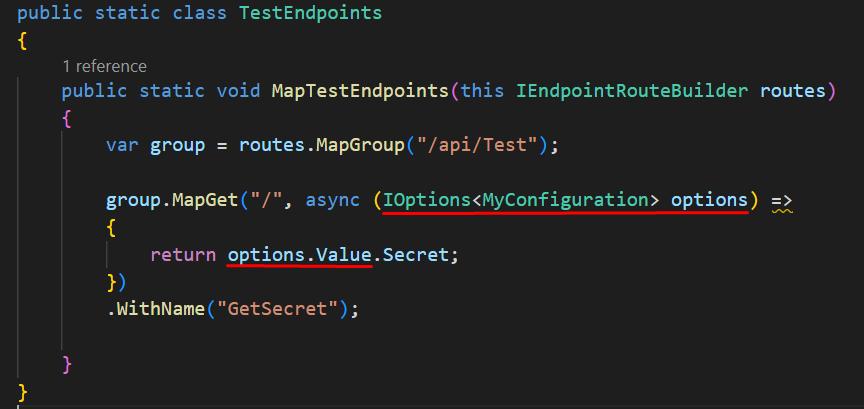 public static class TestEndpoints
{
1 reference
public static void MapTestEndpoints(this IEndpointRouteBuilder routes)
{
var group = routes.MapGroup("/api/Test");
group.MapGet("/", async (IOptions<MyConfiguration> options) =>
{
return options.Value.Secret;
})
.WithName("GetSecret");
}
}